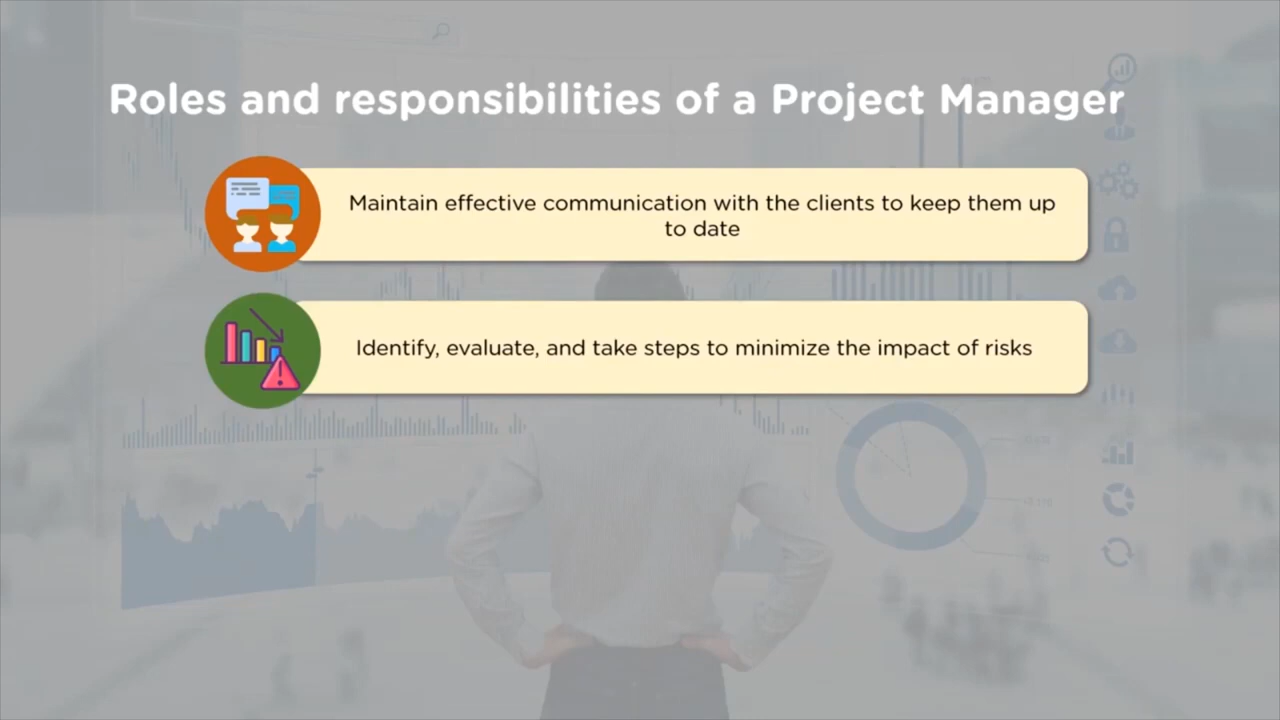 Roles and responsibilities of a Project Manager
Maintain effective communication with the clients to keep them up
to date
Identify, evaluate, and take steps to minimize the impact of risks